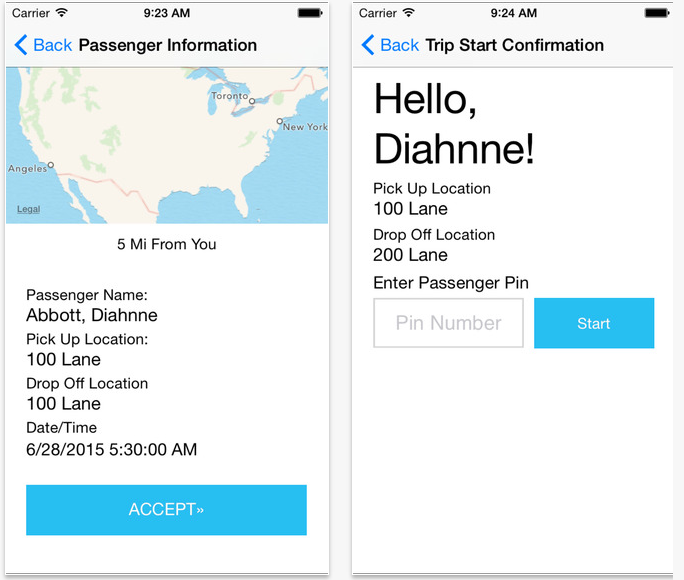 Carrier 9:23 AM
Back Passenger Information
Toronto
New York
Angeles
Legal
5 Mi From You
Passenger Name:
Abbott, Diahnne
Pick Up Location:
100 Lane
Drop Off Location
100 Lane
Date/Time
6/28/2015 5:30:00 AM
ACCEPT»
Carrier 9:24 AM
Back Trip Start Confirmation
Hello,
Diahnne!
Pick Up Location
100 Lane
Drop Off Location
200 Lane
Enter Passenger Pin
Pin Number Start